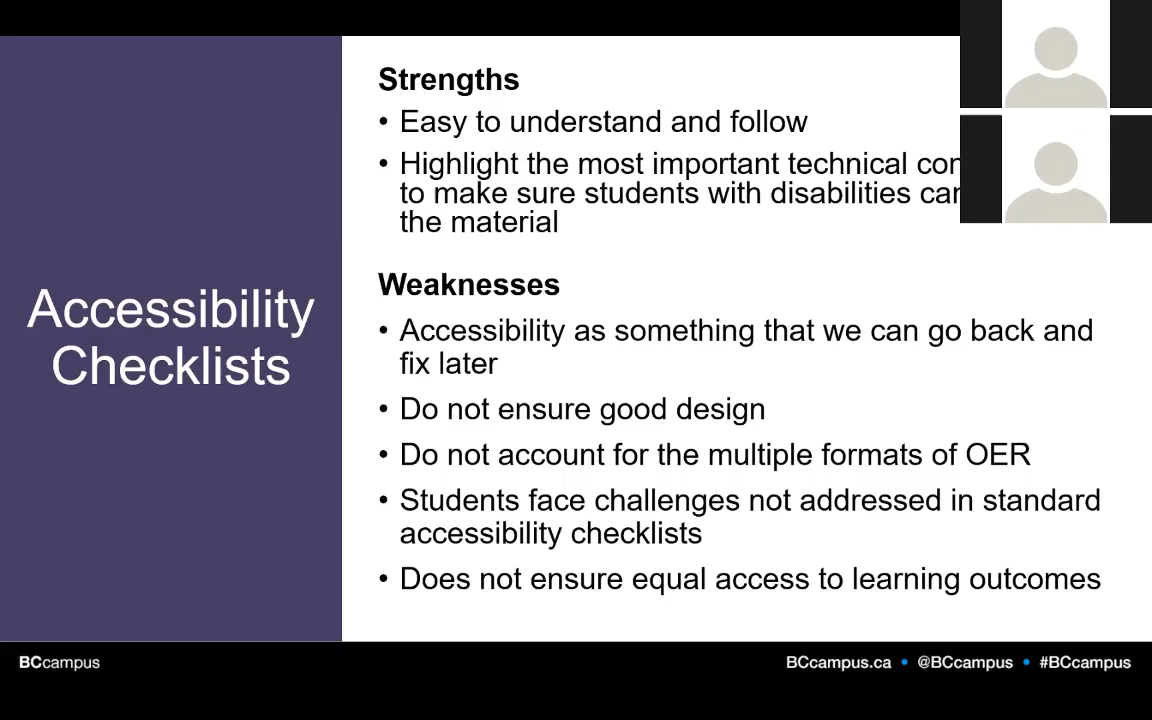 Accessibility
Checklists
Strengths
• Easy to understand and follow
• Highlight the most important technical
to make sure students with disabilities
the material
Weaknesses
• Accessibility as something that we can go back and
fix later
• Do not ensure good design
• Do not account for the multiple formats of OER
• Students face challenges not addressed in standard
accessibility checklists
• Does not ensure equal access to learning outcomes
BCcampus
BCcampus.ca • @BCcampus • #BCcampus